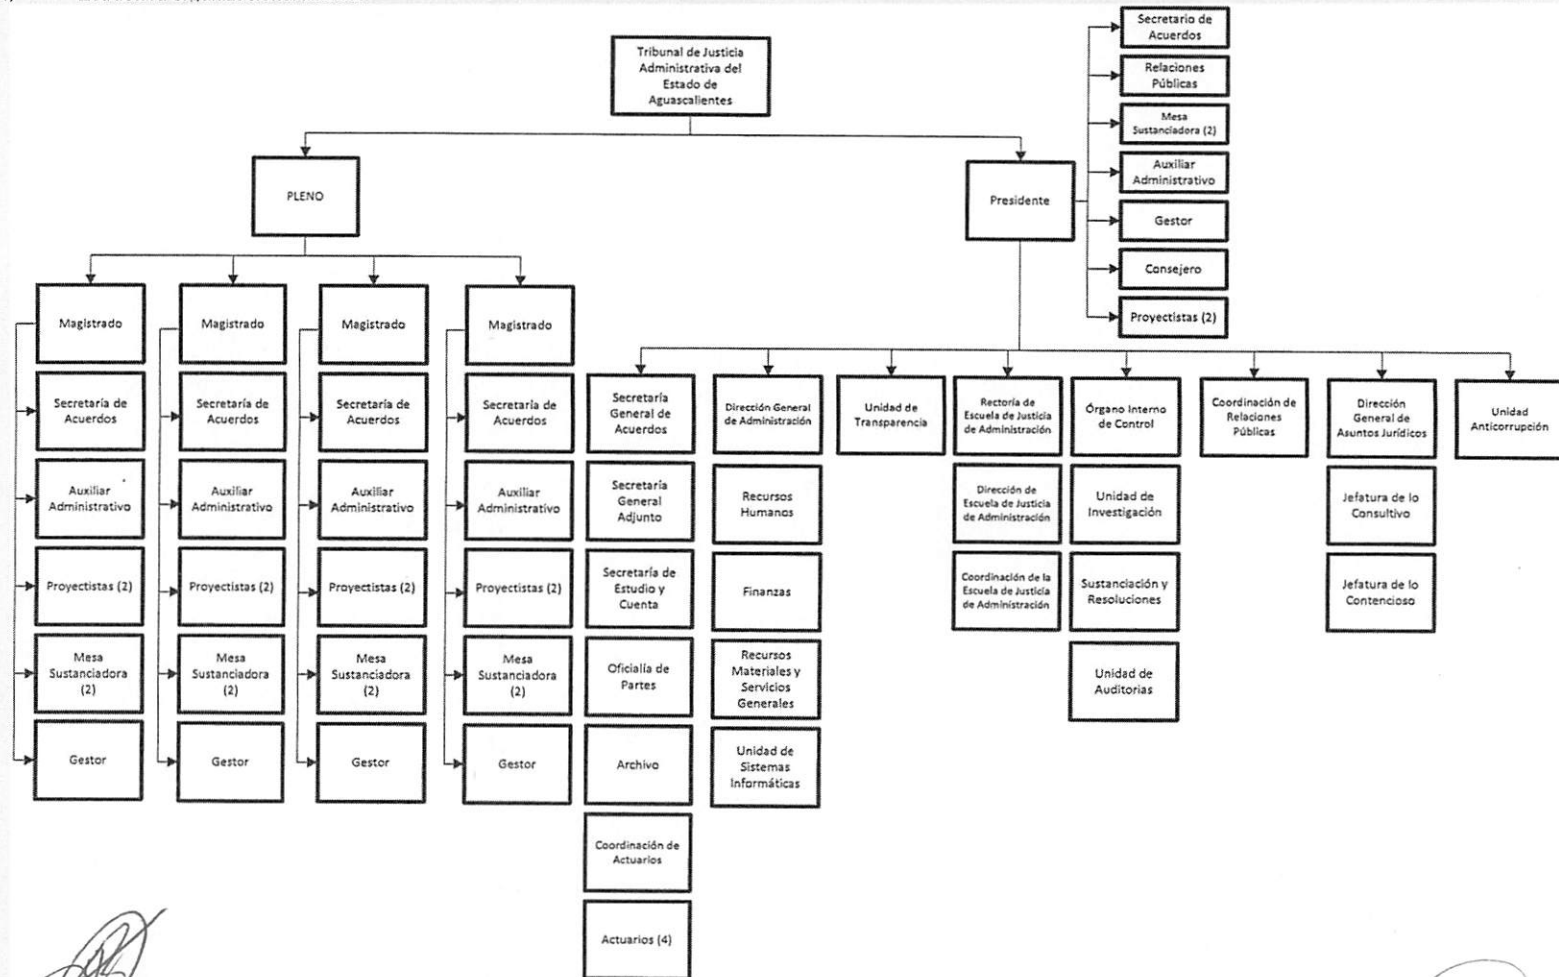 Tribunal de Justicia
Administrativa del
Estado de
Aguascalientes
PLENO
Presidente
Secretario de
Acuerdos
Relaciones
Públicas
Mesa
Sustanciadora (2)
Auxiliar
Administrativo
Gestor
Consejero
Proyectistas (2)
Magistrado
Secretaría de
Acuerdos
Auxiliar
Administrativo
Proyectistas (2)
Mesa
Sustanciadora
(2)
Gestor
Magistrado
Secretaría de
Acuerdos
Auxiliar
Administrativo
Proyectistas (2)
Mesa
Sustanciadora
(2)
Gestor
Magistrado
Secretaría de
Acuerdos
Auxiliar
Administrativo
Proyectistas (2)
Mesa
Sustanciadora
(2)
Gestor
Magistrado
Secretaría de
Acuerdos
Auxiliar
Administrativo
Proyectistas (2)
Mesa
Sustanciadora
(2)
Gestor
Secretaría
General de
Acuerdos
Secretaría
General
Adjunto
Secretaría de
Estudio y
Cuenta
Oficialía de
Partes
Archivo
Coordinación de
Actuarios
Actuarios (4)
Dirección General
de Administración
Recursos
Humanos
Finanzas
Recursos
Materiales y
Servicios
Generales
Unidad de
Sistemas
Informáticas
Unidad de
Transparencia
Rectoría de
Escuela de Justicia
de Administración
Dirección de
Escuela de Justicia
de Administración
Coordinación de la
Escuela de Justicia
de Administración
Órgano Interno
de Control
Unidad de
Investigación
Sustanciación y
Resoluciones
Unidad de
Auditorias
Coordinación de
Relaciones
Públicas
Dirección
General de
Asuntos Jurídicos
Jefatura de lo
Consultivo
Jefatura de lo
Contencioso
Unidad
Anticorrupción